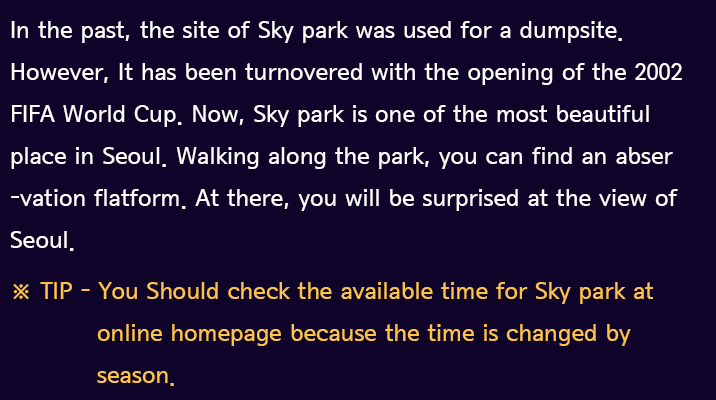 In the past, the site of Sky park was used for a dumpsite.
However, It has been turnovered with the opening of the 2002
FIFA World Cup. Now, Sky park is one of the most beautiful
place in Seoul. Walking along the park, you can find an abser
-vation flatform. At there, you will be surprised at the view of
Seoul.
※ TIP - You Should check the available time for Sky park at
online homepage because the time is changed by
season.